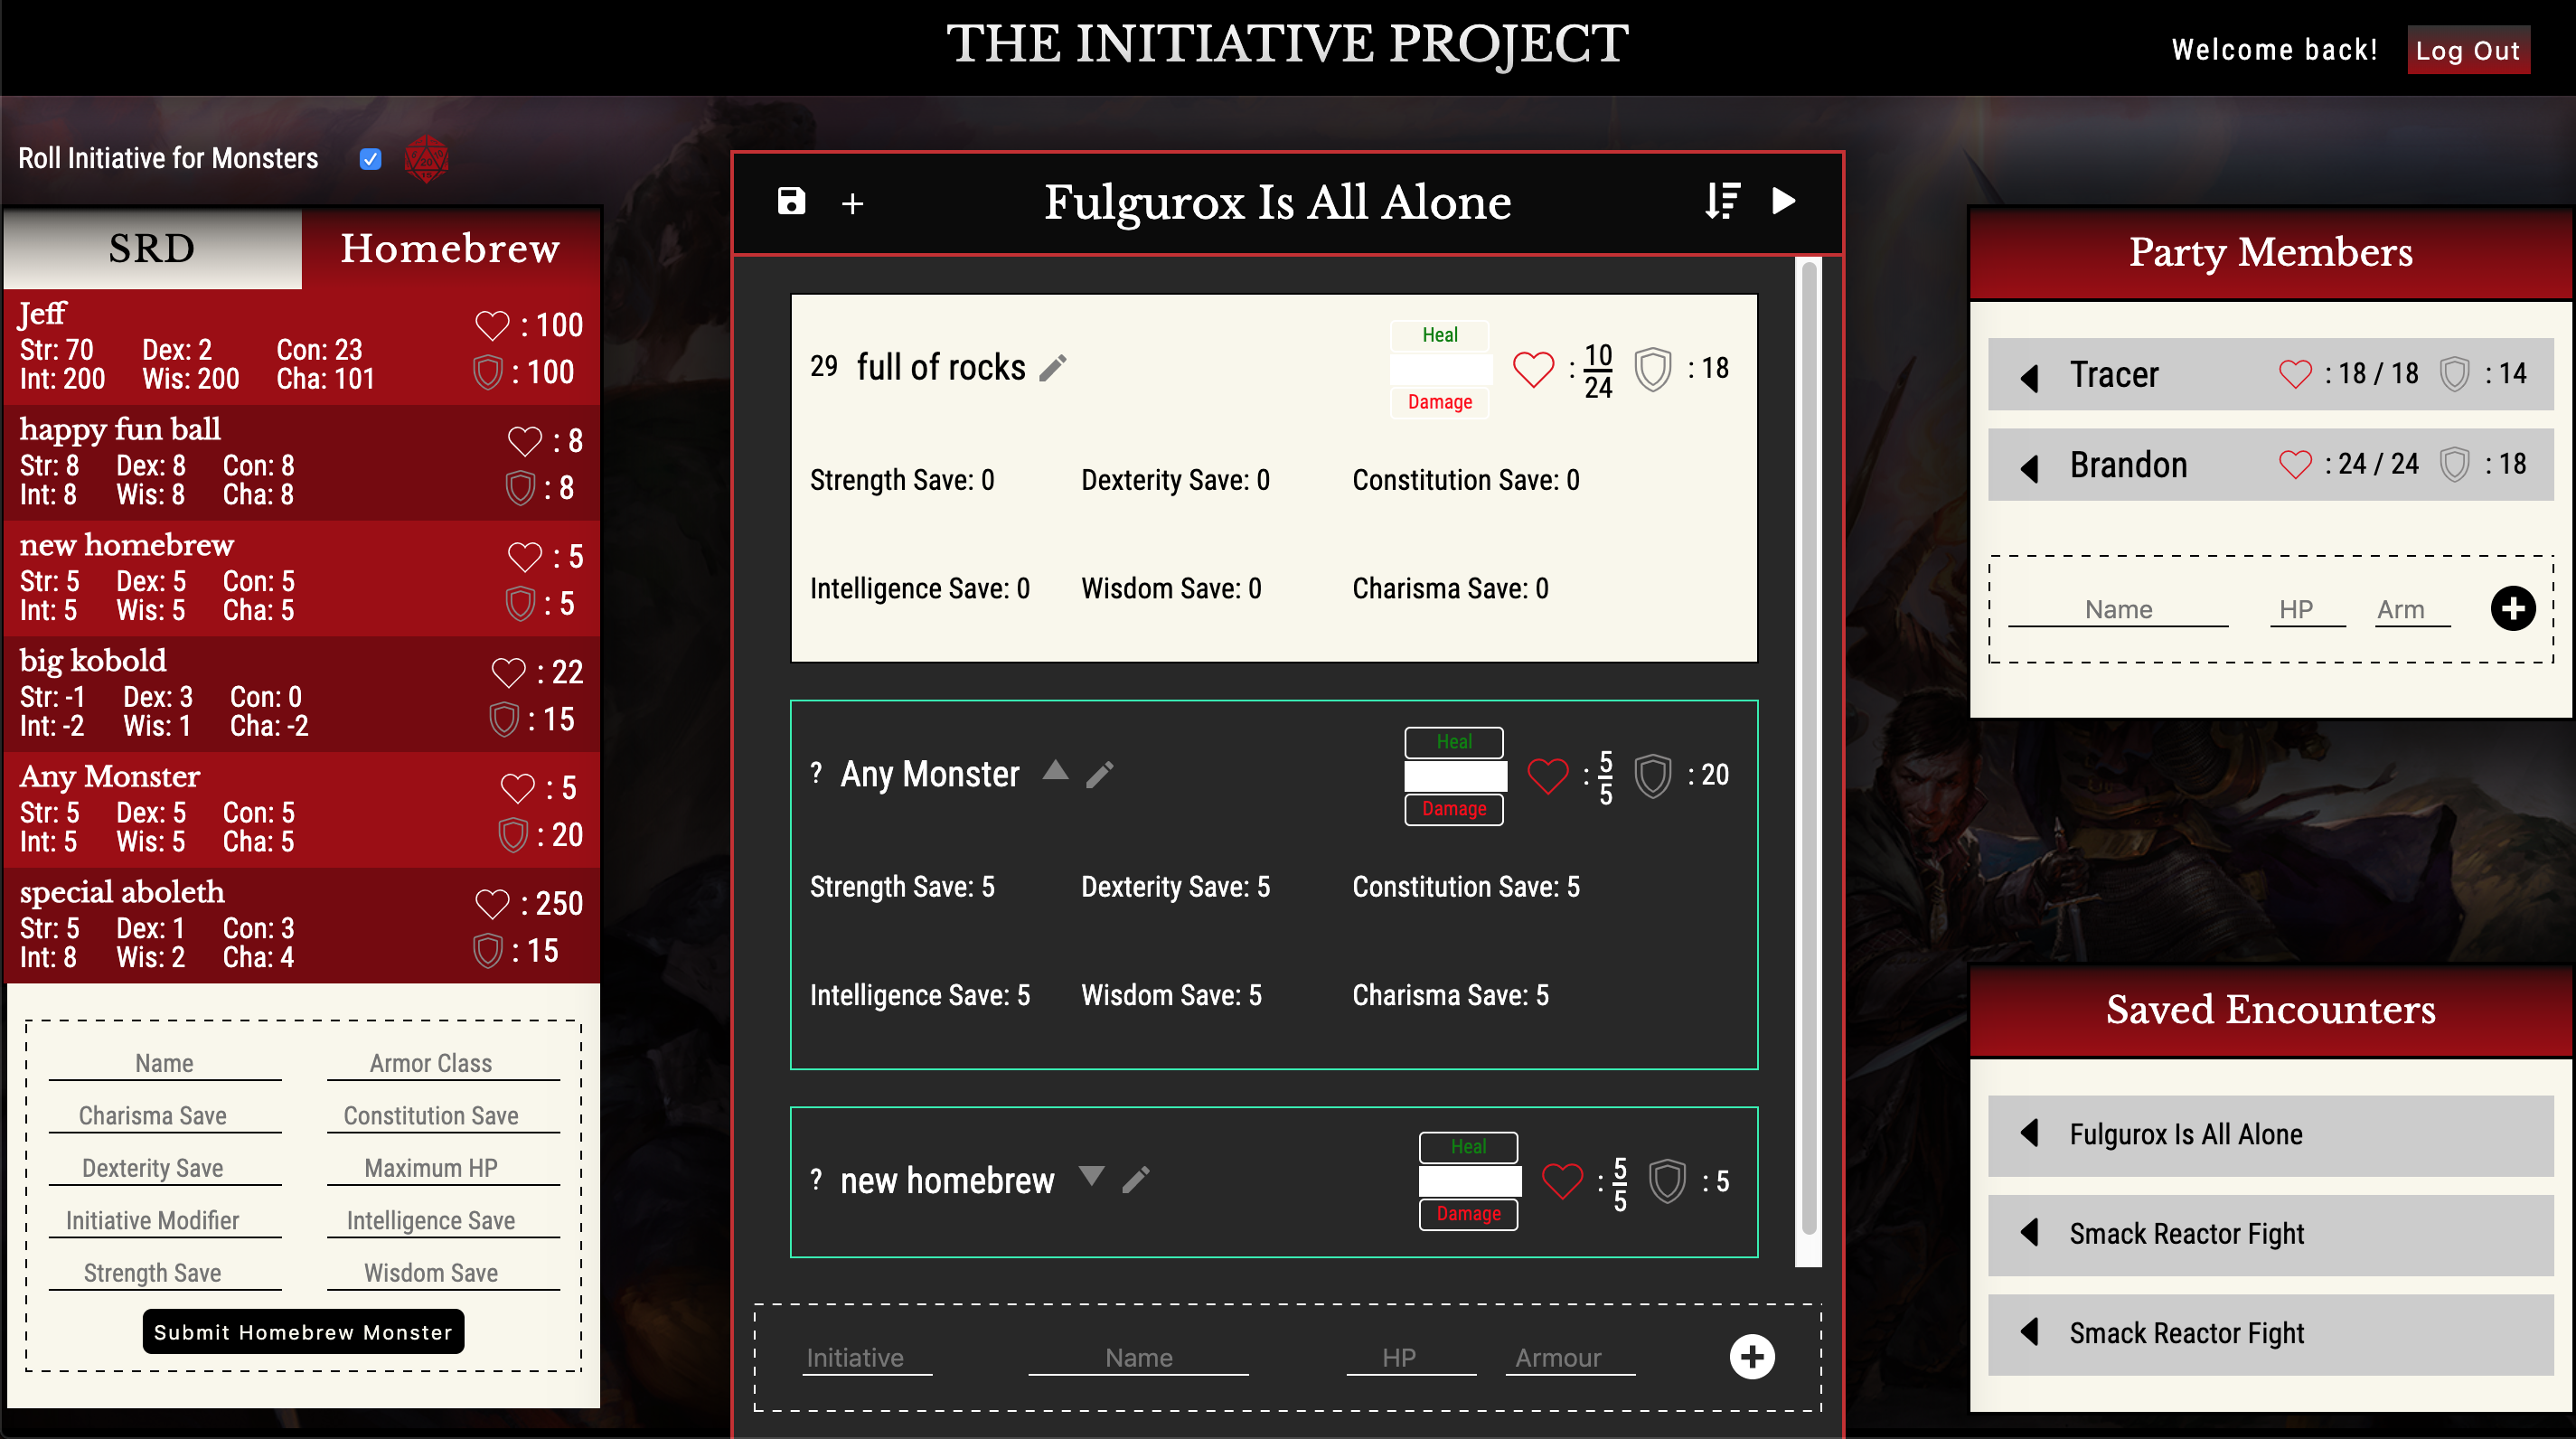 THE INITIATIVE PROJECT
Welcome back!
Log Out
Roll Initiative for Monsters
20
SRD
Homebrew
Jeff
: 100
Str: 70 Dex: 2 Con: 23
Int: 200 Wis: 200 Cha: 101
: 100
happy fun ball
: 8
Str: 8 Dex: 8 Con: 8
Int: 8 Wis: 8 Cha: 8
: 8
new homebrew
: 5
Str: 5 Dex: 5 Con: 5
Int: 5 Wis: 5 Cha: 5
: 5
big kobold
: 22
Str: -1 Dex: 3 Con: 0
Int: -2 Wis: 1 Cha: -2
: 15
Any Monster
: 5
Str: 5 Dex: 5 Con: 5
Int: 5 Wis: 5 Cha: 5
: 20
special aboleth
: 250
Str: 5 Dex: 1 Con: 3
Int: 8 Wis: 2 Cha: 4
: 15
Name Armor Class
Charisma Save Constitution Save
Dexterity Save Maximum HP
Initiative Modifier Intelligence Save
Strength Save Wisdom Save
Submit Homebrew Monster
+ Fulgurox Is All Alone
29 full of rocks
Heal
Damage
: 10
24
: 18
Strength Save: 0 Dexterity Save: 0 Constitution Save: 0
Intelligence Save: 0 Wisdom Save: 0 Charisma Save: 0
? Any Monster
Heal
Damage
: 5
5
: 20
Strength Save: 5 Dexterity Save: 5 Constitution Save: 5
Intelligence Save: 5 Wisdom Save: 5 Charisma Save: 5
? new homebrew
Heal
Damage
: 5
5
: 5
Initiative Name HP Armour
Party Members
Tracer : 18 / 18 : 14
Brandon : 24 / 24 : 18
Name HP Arm
Saved Encounters
Fulgurox Is All Alone
Smack Reactor Fight
Smack Reactor Fight